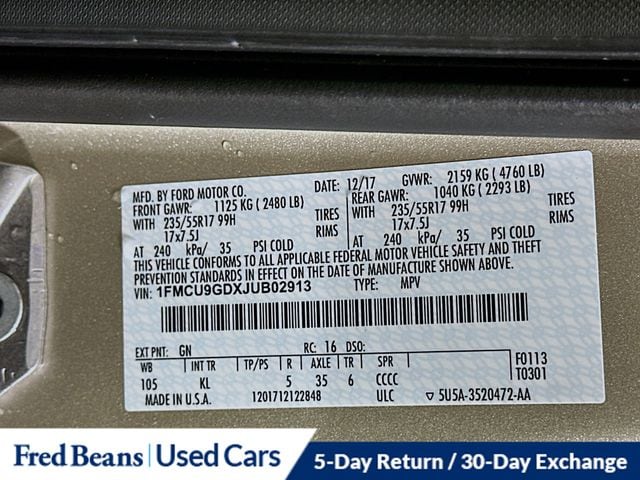 MFD. BY FORD MOTOR CO.
DATE: 12/17
GVWR: 2159 KG ( 4760 LB)
FRONT GAWR: 1125 KG ( 2480 LB)
REAR GAWR: 1040 KG ( 2293 LB)
WITH 235/55R17 99H TIRES
WITH 235/55R17 99H TIRES
17x7.5J RIMS
17x7.5J RIMS
AT 240 kPa/ 35 PSI COLD
AT 240 kPa/ 35 PSI COLD
THIS VEHICLE CONFORMS TO ALL APPLICABLE FEDERAL MOTOR VEHICLE SAFETY AND THEFT
PREVENTION STANDARDS IN EFFECT ON THE DATE OF MANUFACTURE SHOWN ABOVE.
VIN: 1FMCU9GDXJUB02913 TYPE: MPV
EXT PNT: GN RC: 16 DSO:
WB INT TR TP/PS R AXLE TR SPR
105 KL 5 35 6 CCCC
F0113
T0301
MADE IN U.S.A. 1201712122848 ULC ▽ 5U5A-3520472-AA
Fred Beans | Used Cars
5-Day Return / 30-Day Exchange